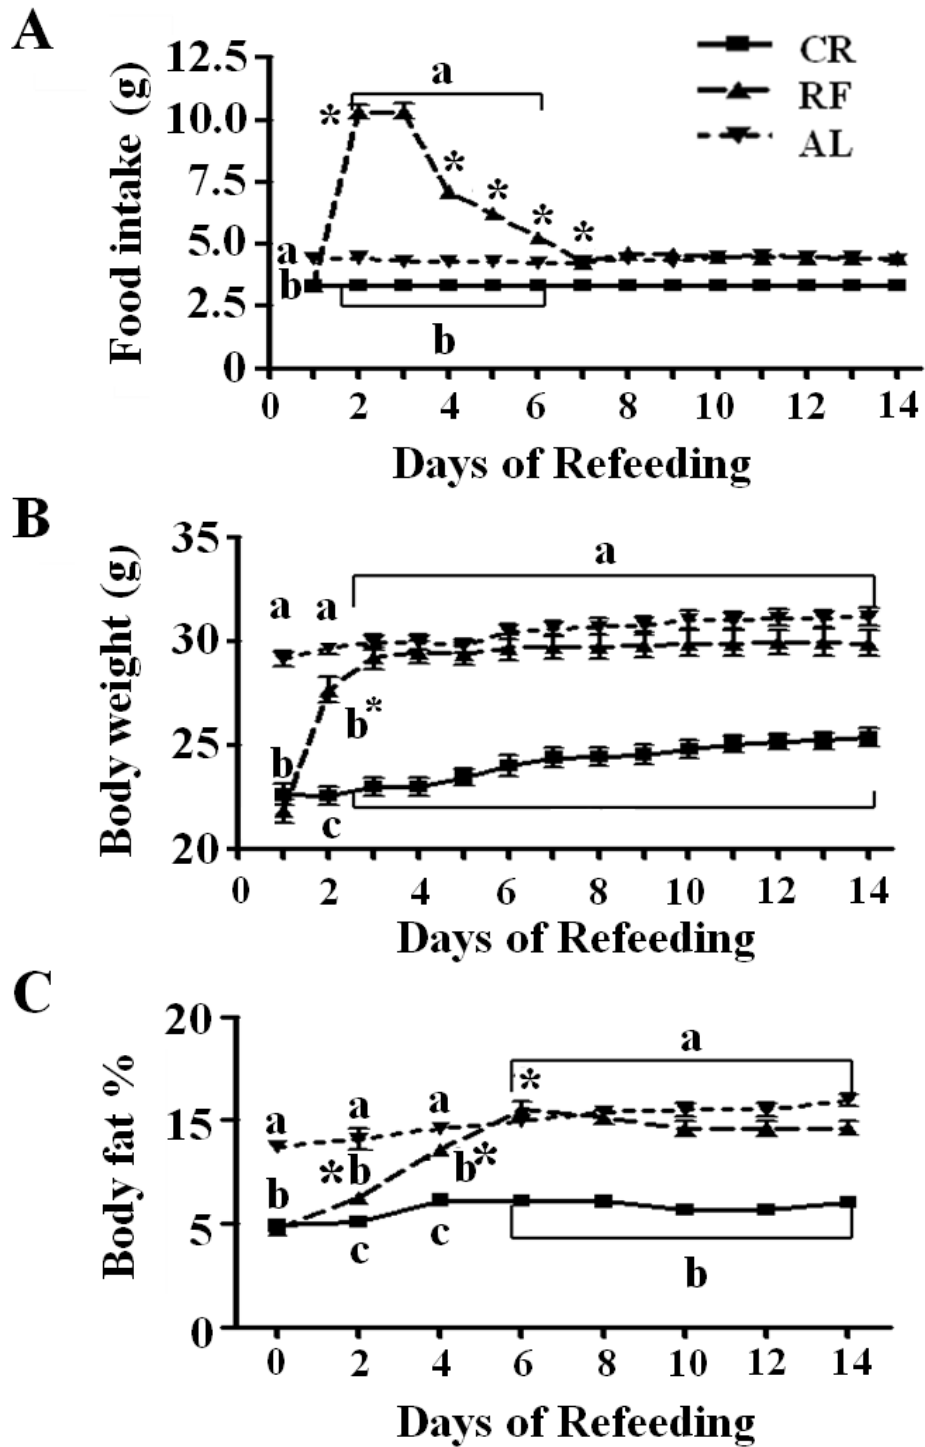 A
12.5
10.0
7.5
5.0
2.5
0
Food intake (g)
CR
RF
AL
a
*
*
*
*
*
a
b
b
0 2 4 6 8 10 12 14
Days of Refeeding
B
35
30
25
20
Body weight (g)
a
a a
b*
b
c
0 2 4 6 8 10 12 14
Days of Refeeding
C
20
15
5
0
Body fat %
a
*
a a a
*b b*
b
c c
b
0 2 4 6 8 10 12 14
Days of Refeeding